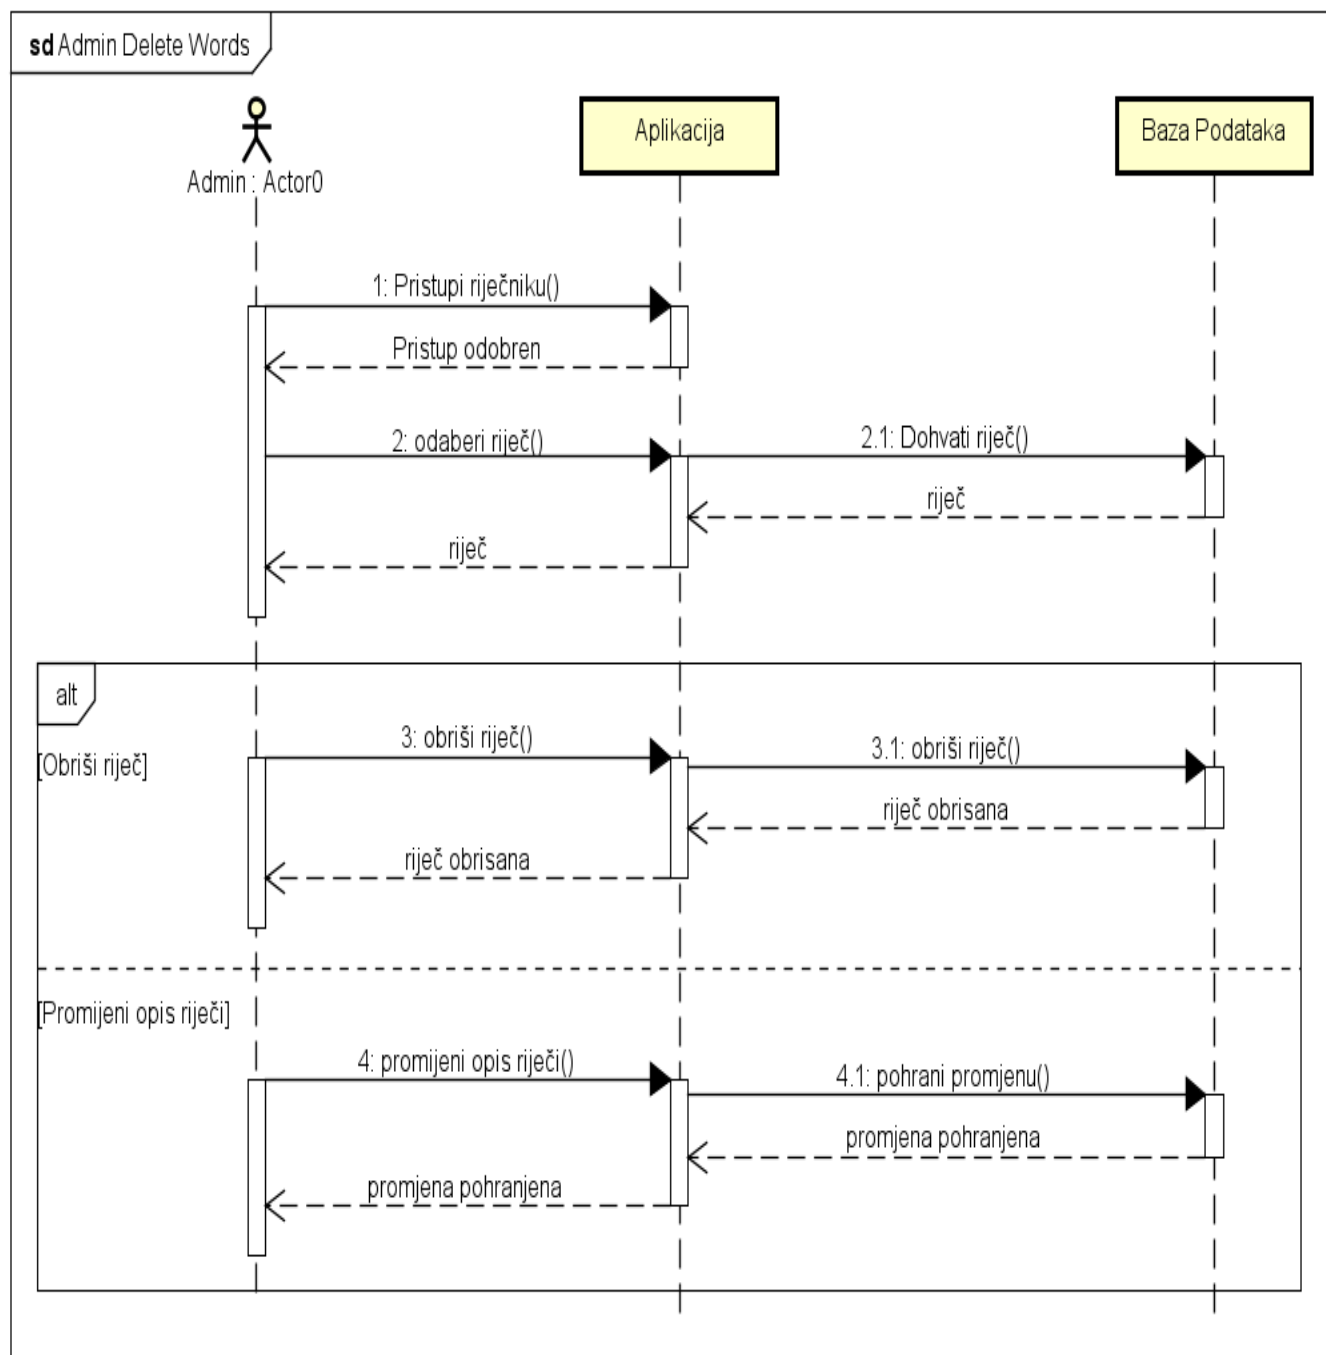 sd Admin Delete Words
Aplikacija
Baza Podataka
Admin : Actor0
1: Pristupi riječniku()
Pristup odobren
2: odaberi riječ()
2.1: Dohvati riječ()
riječ
riječ
alt
[Obriši riječ]
3: obriši riječ()
3.1: obriši riječ()
riječ obrisana
riječ obrisana
[Promijeni opis riječi]
4: promijeni opis riječi()
4.1: pohrani promjenu()
promjena pohranjena
promjena pohranjena